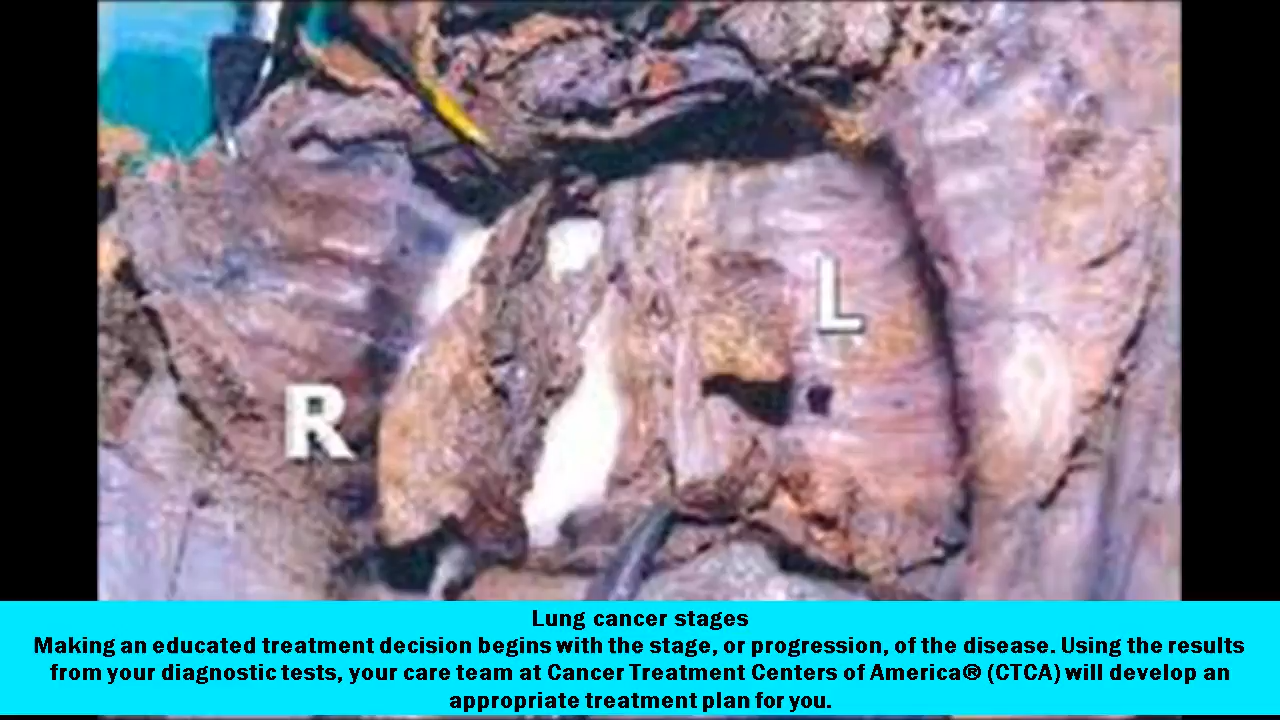 L
R
Lung cancer stages
Making an educated treatment decision begins with the stage, or progression, of the disease. Using the results
from your diagnostic tests, your care team at Cancer Treatment Centers of America® (CTCA) will develop an
appropriate treatment plan for you.